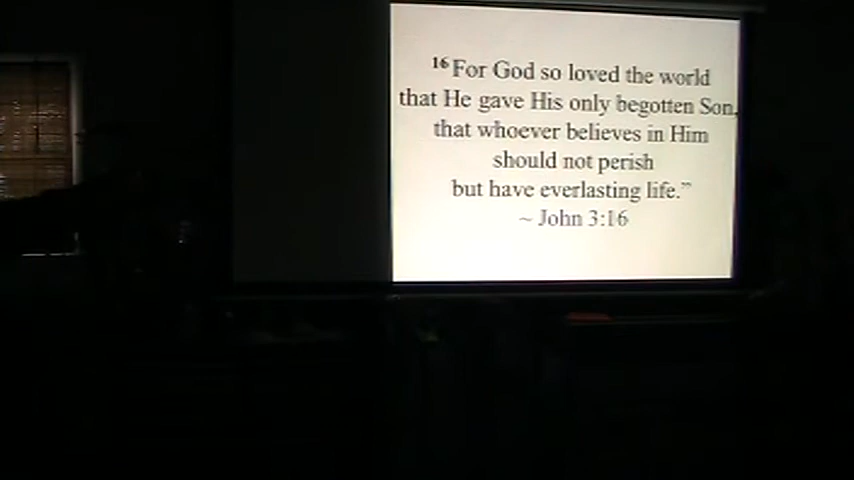 16 For God so loved the world
that He gave His only begotten Son,
that whoever believes in Him
should not perish
but have everlasting life.”
~ John 3:16